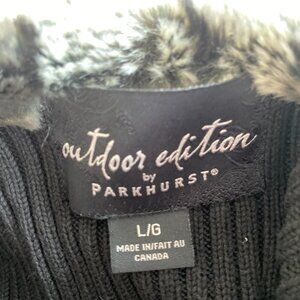 outdoor edition
by
PARKHURST®
L/G
MADE IN/FAIT AU
CANADA